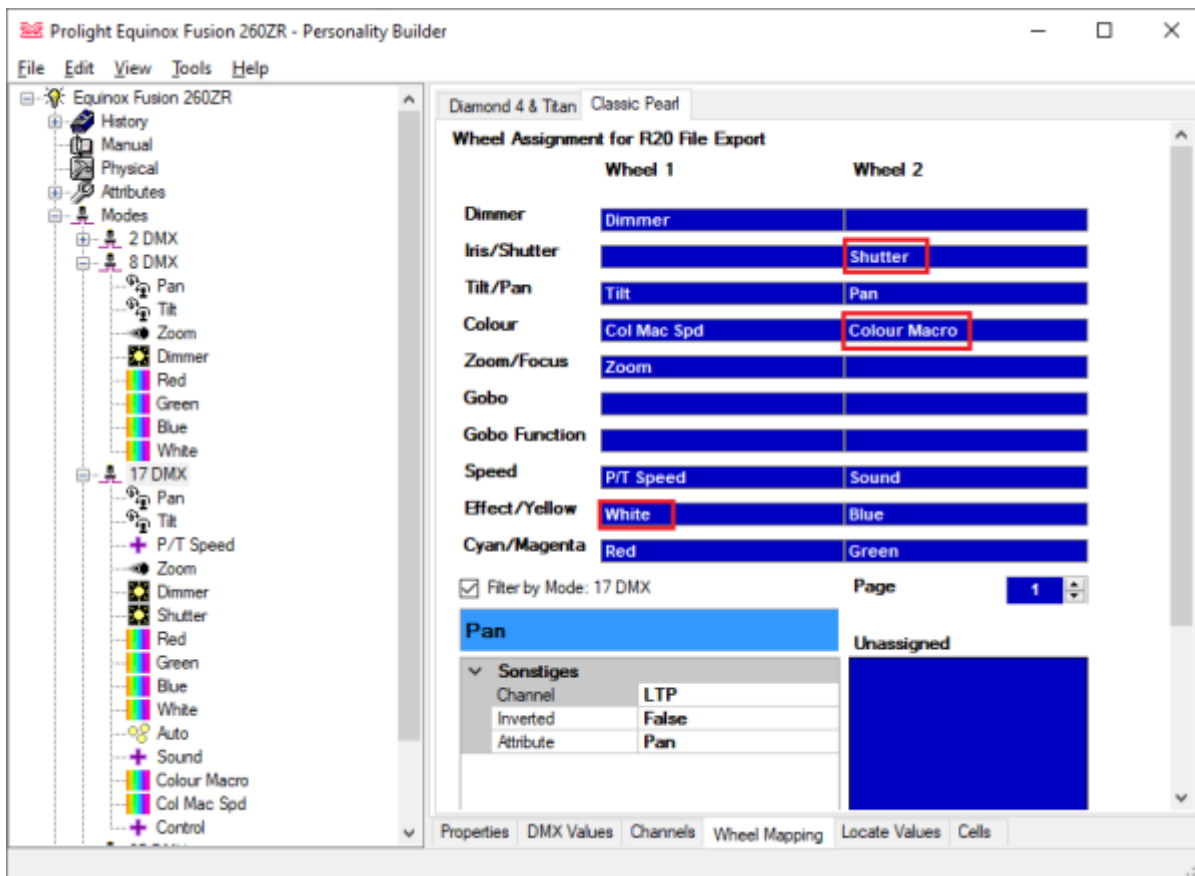 Prolight Equinox Fusion 260ZR - Personality Builder
File Edit View Tools Help
Equinox Fusion 260ZR
History
Manual
Physical
Attributes
Modes
2 DMX
8 DMX
Pan
Tilt
Zoom
Dimmer
Red
Green
Blue
White
17 DMX
Pan
Tilt
P/T Speed
Zoom
Dimmer
Shutter
Red
Green
Blue
White
Auto
Sound
Colour Macro
Col Mac Spd
Control
Diamond 4 & Titan Classic Pearl
Wheel Assignment for R20 File Export
Wheel 1 Wheel 2
Dimmer Dimmer
Iris/Shutter Shutter
Tilt/Pan Tilt Pan
Colour Col Mac Spd Colour Macro
Zoom/Focus Zoom
Gobo
Gobo Function
Speed P/T Speed Sound
Effect/Yellow White Blue
Cyan/Magenta Red Green
Filter by Mode: 17 DMX Page 1
Pan
Unassigned
Sonstiges
Channel LTP
Inverted False
Attribute Pan
Properties DMX Values Channels Wheel Mapping Locate Values Cells